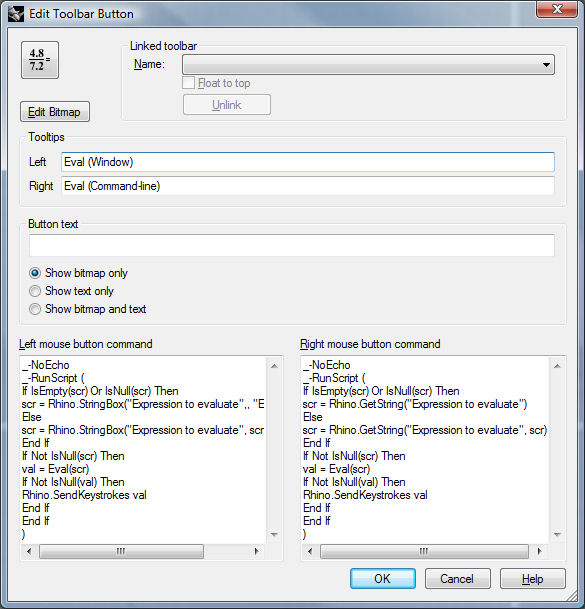 Edit Toolbar Button
4.8
7.2=
Linked toolbar
Name:
Float to top
Unlink
Edit Bitmap
Tooltips
Left Eval (Window)
Right Eval (Command-line)
Button text
Show bitmap only
Show text only
Show bitmap and text
Left mouse button command
_-NoEcho
_-RunScript (
If IsEmpty(scr) Or IsNull(scr) Then
scr = Rhino.StringBox("Expression to evaluate",, "E
Else
scr = Rhino.StringBox("Expression to evaluate", scr
End If
If Not IsNull(scr) Then
val = Eval(scr)
If Not IsNull(val) Then
Rhino.SendKeystrokes val
End If
End If
)
Right mouse button command
_-NoEcho
_-RunScript (
If IsEmpty(scr) Or IsNull(scr) Then
scr = Rhino.GetString("Expression to evaluate")
Else
scr = Rhino.GetString("Expression to evaluate", scr)
End If
If Not IsNull(scr) Then
val = Eval(scr)
If Not IsNull(val) Then
Rhino.SendKeystrokes val
End If
End If
)
OK
Cancel
Help